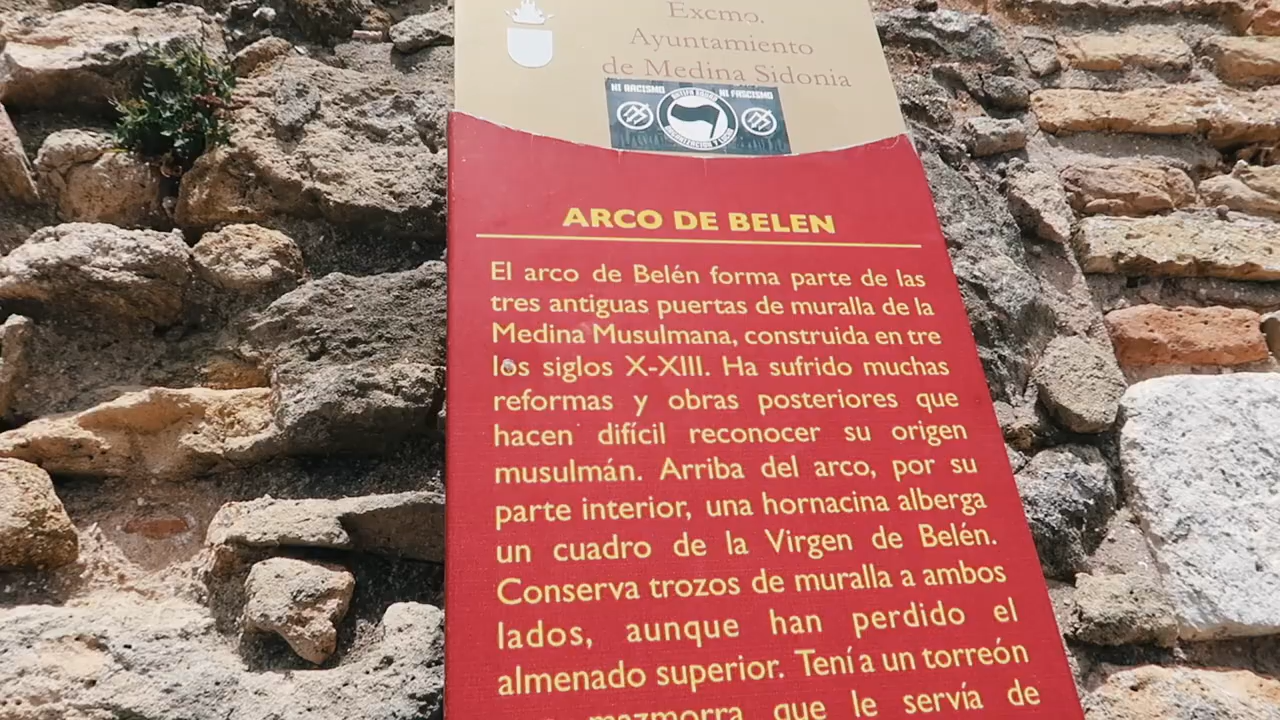 Excmo.
Ayuntamiento
de Medina Sidonia
NI RACISMO NI FASCISMO
ARCO DE BELEN
El arco de Belén forma parte de las
tres antiguas puertas de muralla de la
Medina Musulmana, construida en tre
los siglos X-XIII. Ha sufrido muchas
reformas y obras posteriores que
hacen difícil reconocer su origen
musulmán. Arriba del arco, por su
parte interior, una hornacina alberga
un cuadro de la Virgen de Belén.
Conserva trozos de muralla a ambos
lados, aunque han perdido el
almenado superior. Tení a un torreón
mazmorra que le servía de